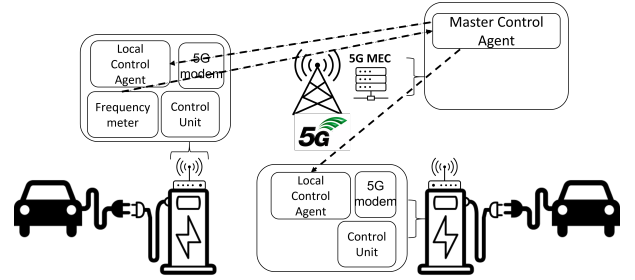 Local
Control
Agent
5G
modem
Frequency
meter
Control
Unit
5G MEC
5G
Master Control
Agent
Local
Control
Agent
5G
modem
Control
Unit